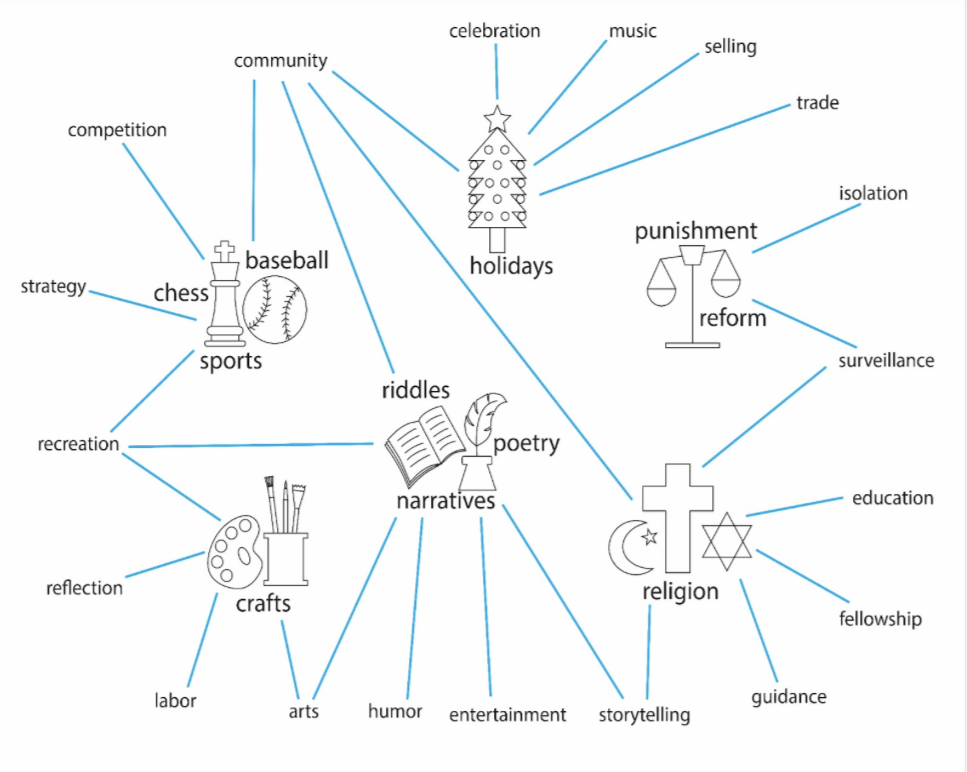 celebration
music
selling
community
trade
competition
isolation
punishment
holidays
baseball
strategy
chess
reform
sports
surveillance
riddles
recreation
poetry
narratives
education
reflection
crafts
religion
fellowship
labor
arts
humor
entertainment
storytelling
guidance